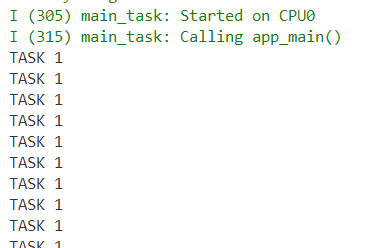 I (305) main_task: Started on CPU0
I (315) main_task: Calling app_main()
TASK 1
TASK 1
TASK 1
TASK 1
TASK 1
TASK 1
TASK 1
TASK 1
TASK 1
TASK 1